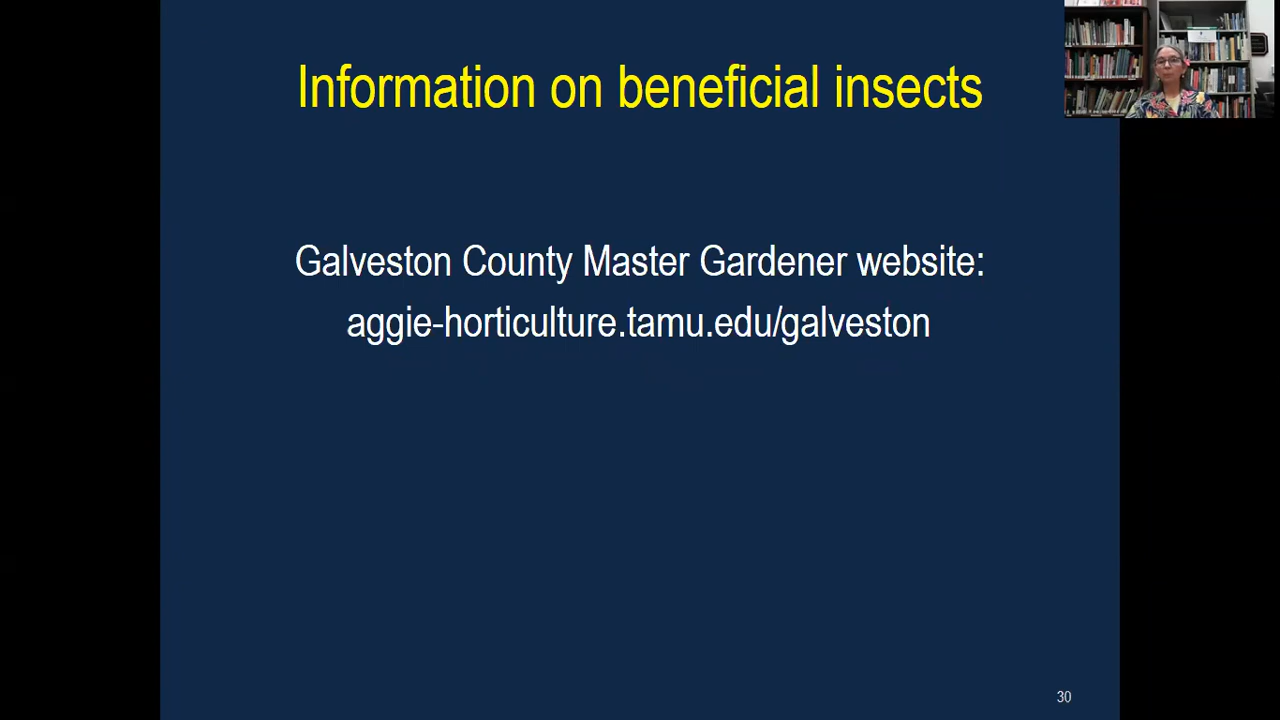 Information on beneficial insects
Galveston County Master Gardener website:
aggie-horticulture.tamu.edu/galveston
30